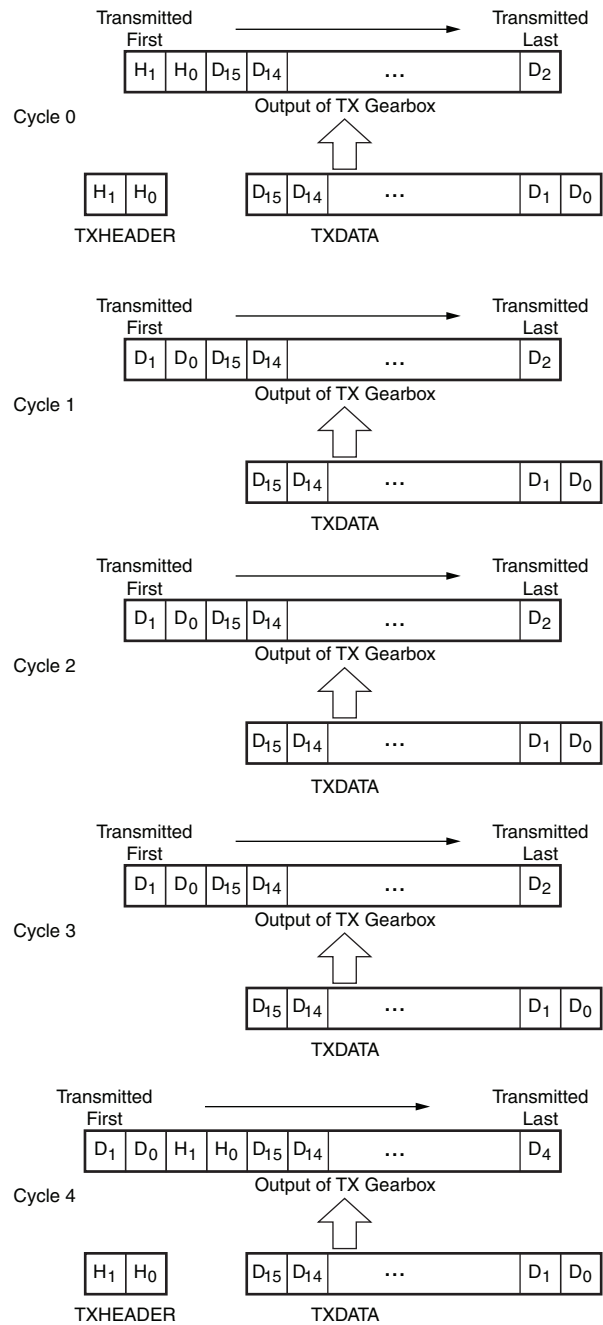 Transmitted First Transmitted Last
H1 H0 D15 D14 ... D2
Cycle 0
Output of TX Gearbox
H1 H0 D15 D14 ... D1 D0
TXHEADER TXDATA
Transmitted First Transmitted Last
D1 D0 D15 D14 ... D2
Cycle 1
Output of TX Gearbox
D15 D14 ... D1 D0
TXDATA
Transmitted First Transmitted Last
D1 D0 D15 D14 ... D2
Cycle 2
Output of TX Gearbox
D15 D14 ... D1 D0
TXDATA
Transmitted First Transmitted Last
D1 D0 D15 D14 ... D2
Cycle 3
Output of TX Gearbox
D15 D14 ... D1 D0
TXDATA
Transmitted First Transmitted Last
D1 D0 H1 H0 D15 D14 ... D4
Cycle 4
Output of TX Gearbox
H1 H0 D15 D14 ... D1 D0
TXHEADER TXDATA